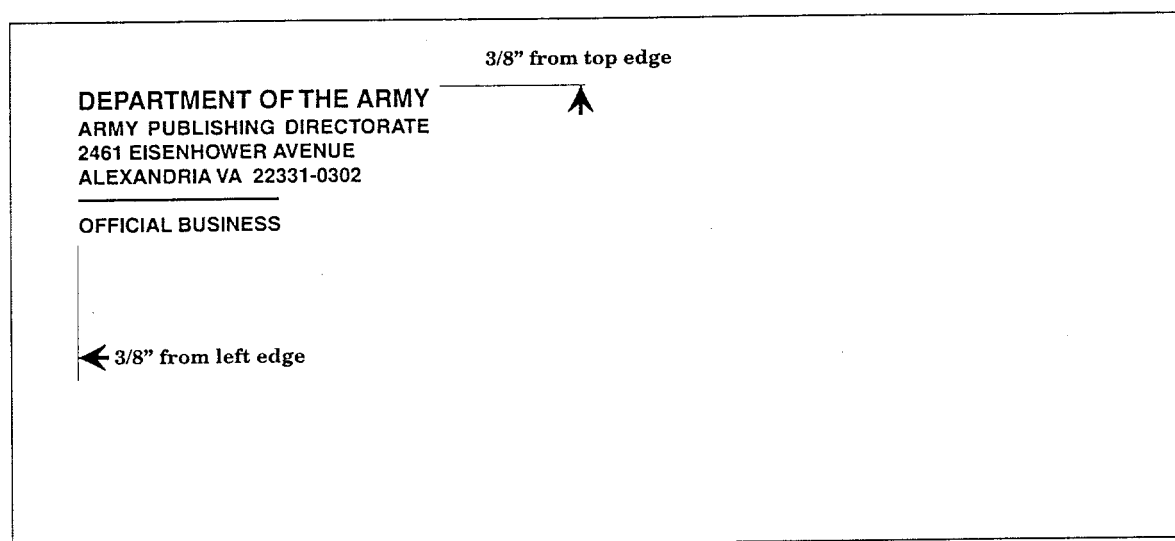 3/8” from top edge
DEPARTMENT OF THE ARMY
ARMY PUBLISHING DIRECTORATE
2461 EISENHOWER AVENUE
ALEXANDRIA VA 22331-0302
OFFICIAL BUSINESS
3/8” from left edge